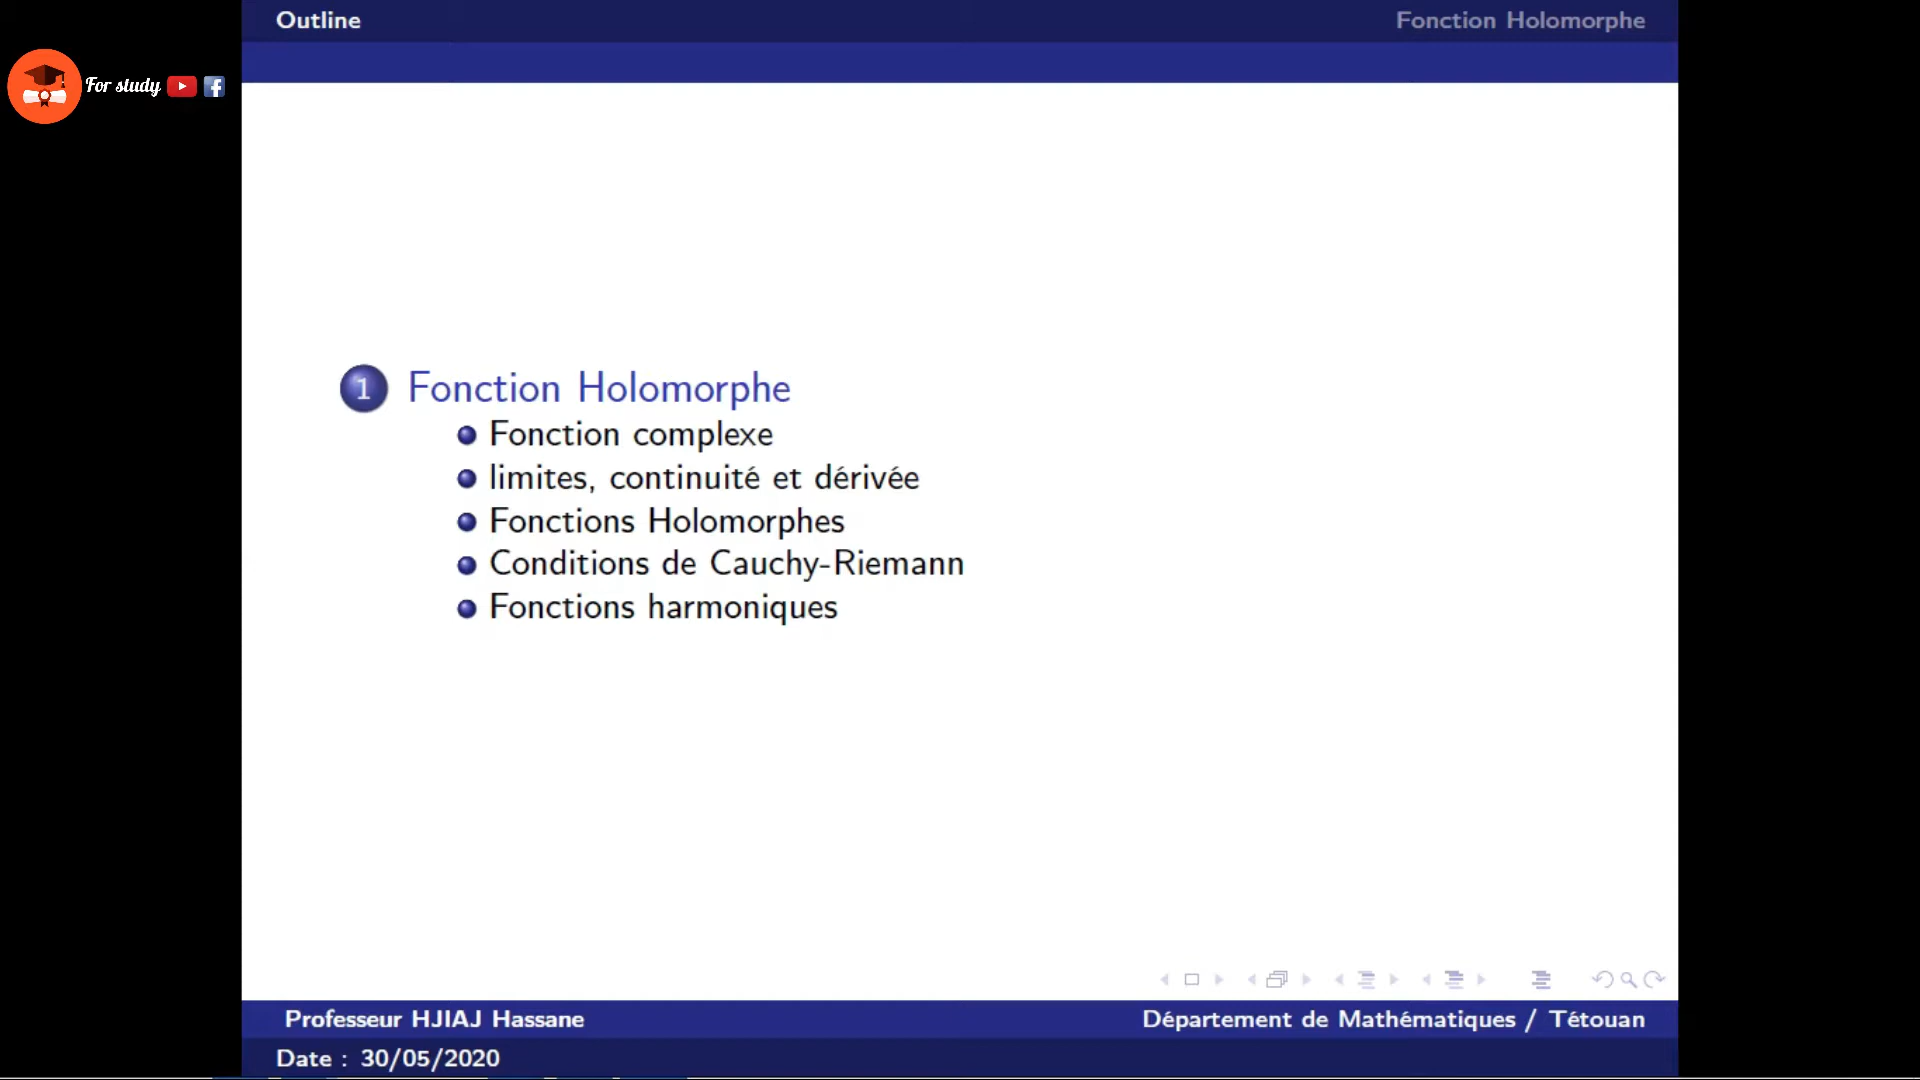 Outline
Fonction Holomorphe
For study
1 Fonction Holomorphe
Fonction complexe
limites, continuité et dérivée
Fonctions Holomorphes
Conditions de Cauchy-Riemann
Fonctions harmoniques
Professeur HJIAJ Hassane
Département de Mathématiques / Tétouan
Date : 30/05/2020